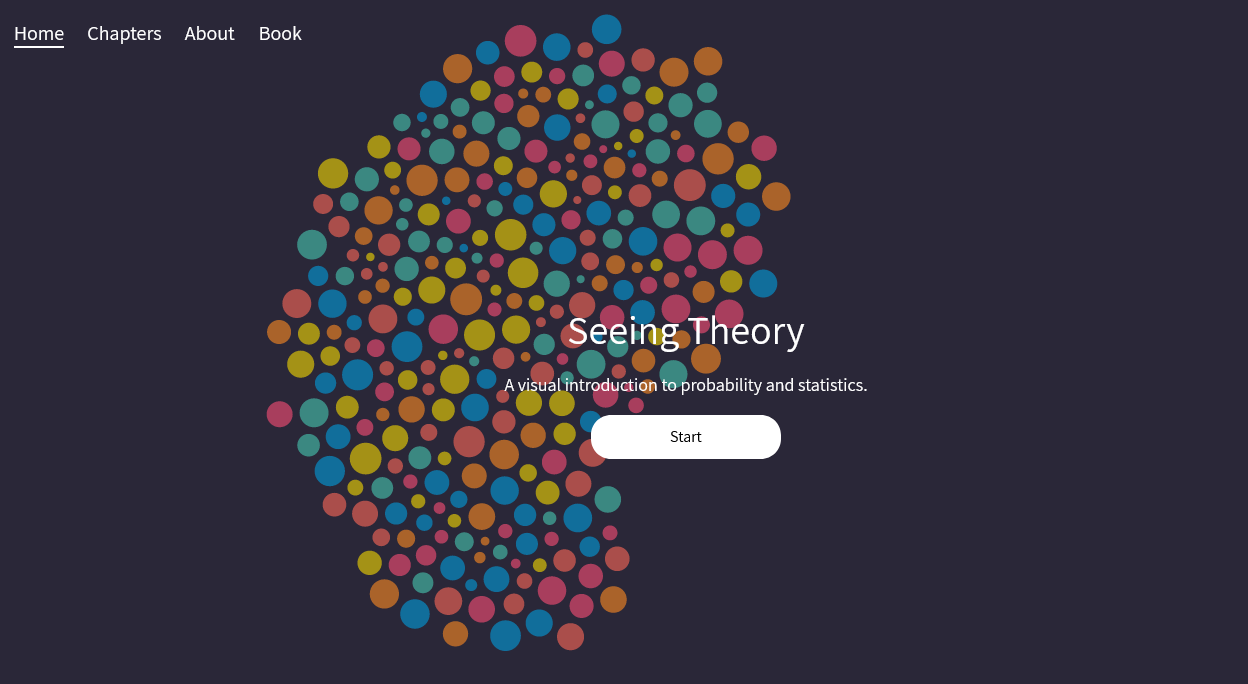 Home Chapters About Book
Seeing Theory
A visual introduction to probability and statistics.
Start